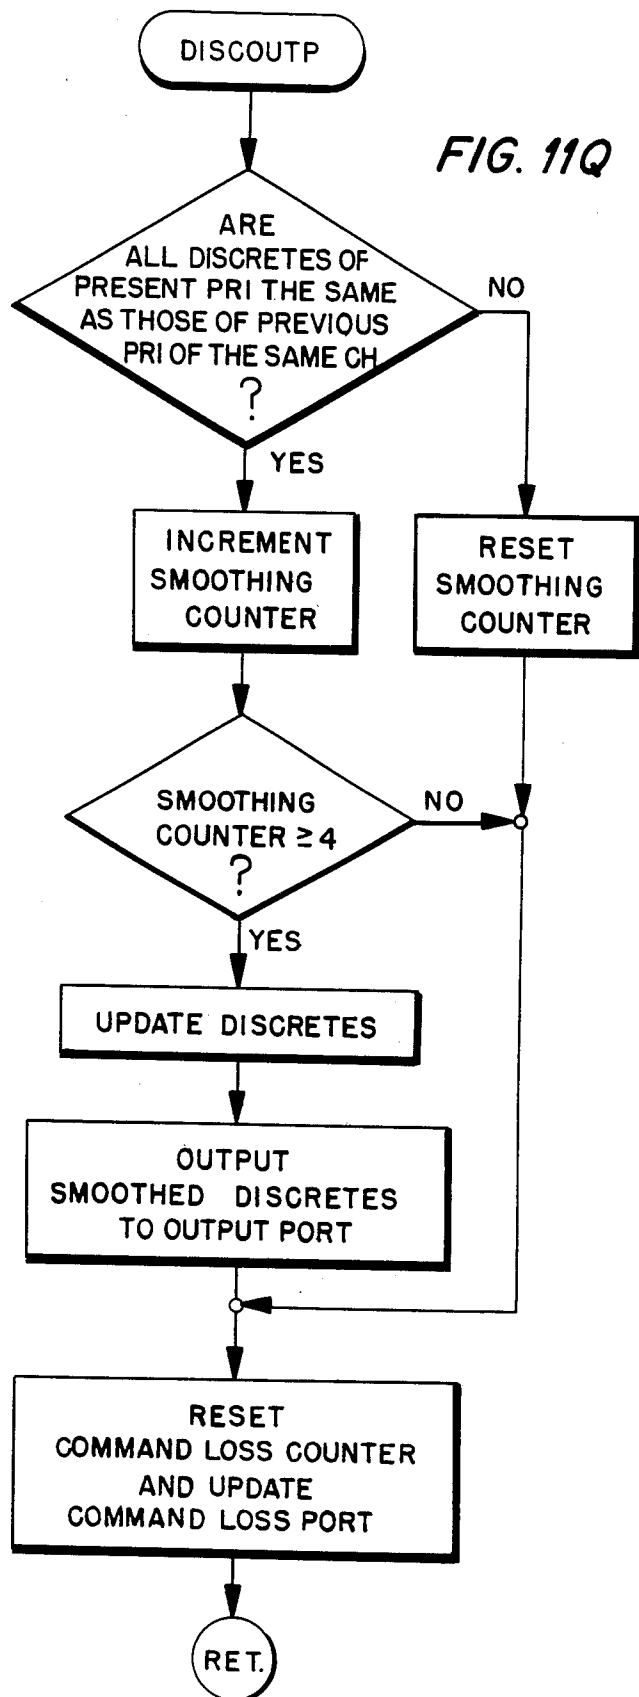 DISCOUTP
FIG. 11Q
ARE
ALL DISCRETES OF
PRESENT PRI THE SAME
AS THOSE OF PREVIOUS
PRI OF THE SAME CH
?
NO
YES
INCREMENT
SMOOTHING
COUNTER
RESET
SMOOTHING
COUNTER
SMOOTHING
COUNTER ≥ 4
?
NO
YES
UPDATE DISCRETES
OUTPUT
SMOOTHED DISCRETES
TO OUTPUT PORT
RESET
COMMAND LOSS COUNTER
AND UPDATE
COMMAND LOSS PORT
RET.